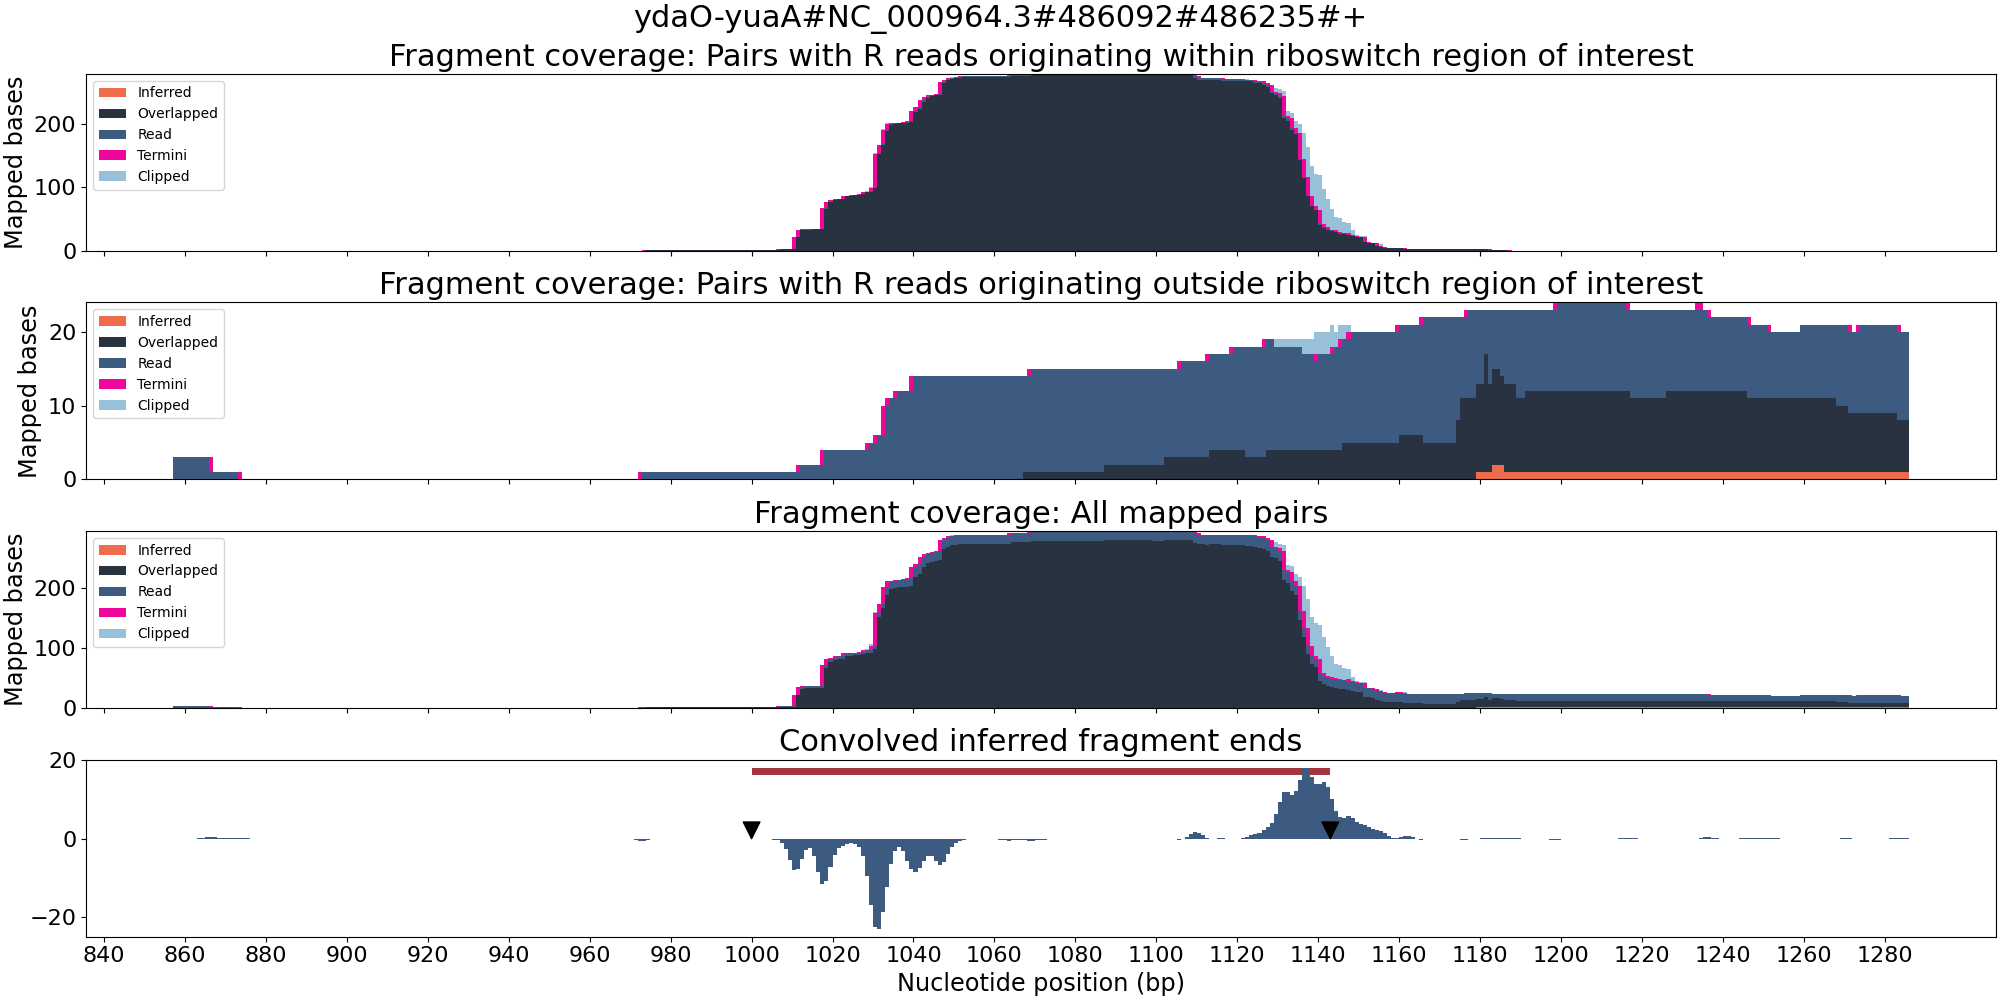 ydaO-yuaA#NC_000964.3#486092#486235#+
Fragment coverage: Pairs with R reads originating within riboswitch region of interest
Mapped bases
200
100
0
Inferred
Overlapped
Read
Termini
Clipped
Fragment coverage: Pairs with R reads originating outside riboswitch region of interest
Mapped bases
20
10
0
Inferred
Overlapped
Read
Termini
Clipped
Fragment coverage: All mapped pairs
Mapped bases
200
100
0
Inferred
Overlapped
Read
Termini
Clipped
Convolved inferred fragment ends
20
0
−20
840 860 880 900 920 940 960 980 1000 1020 1040 1060 1080 1100 1120 1140 1160 1180 1200 1220 1240 1260 1280
Nucleotide position (bp)